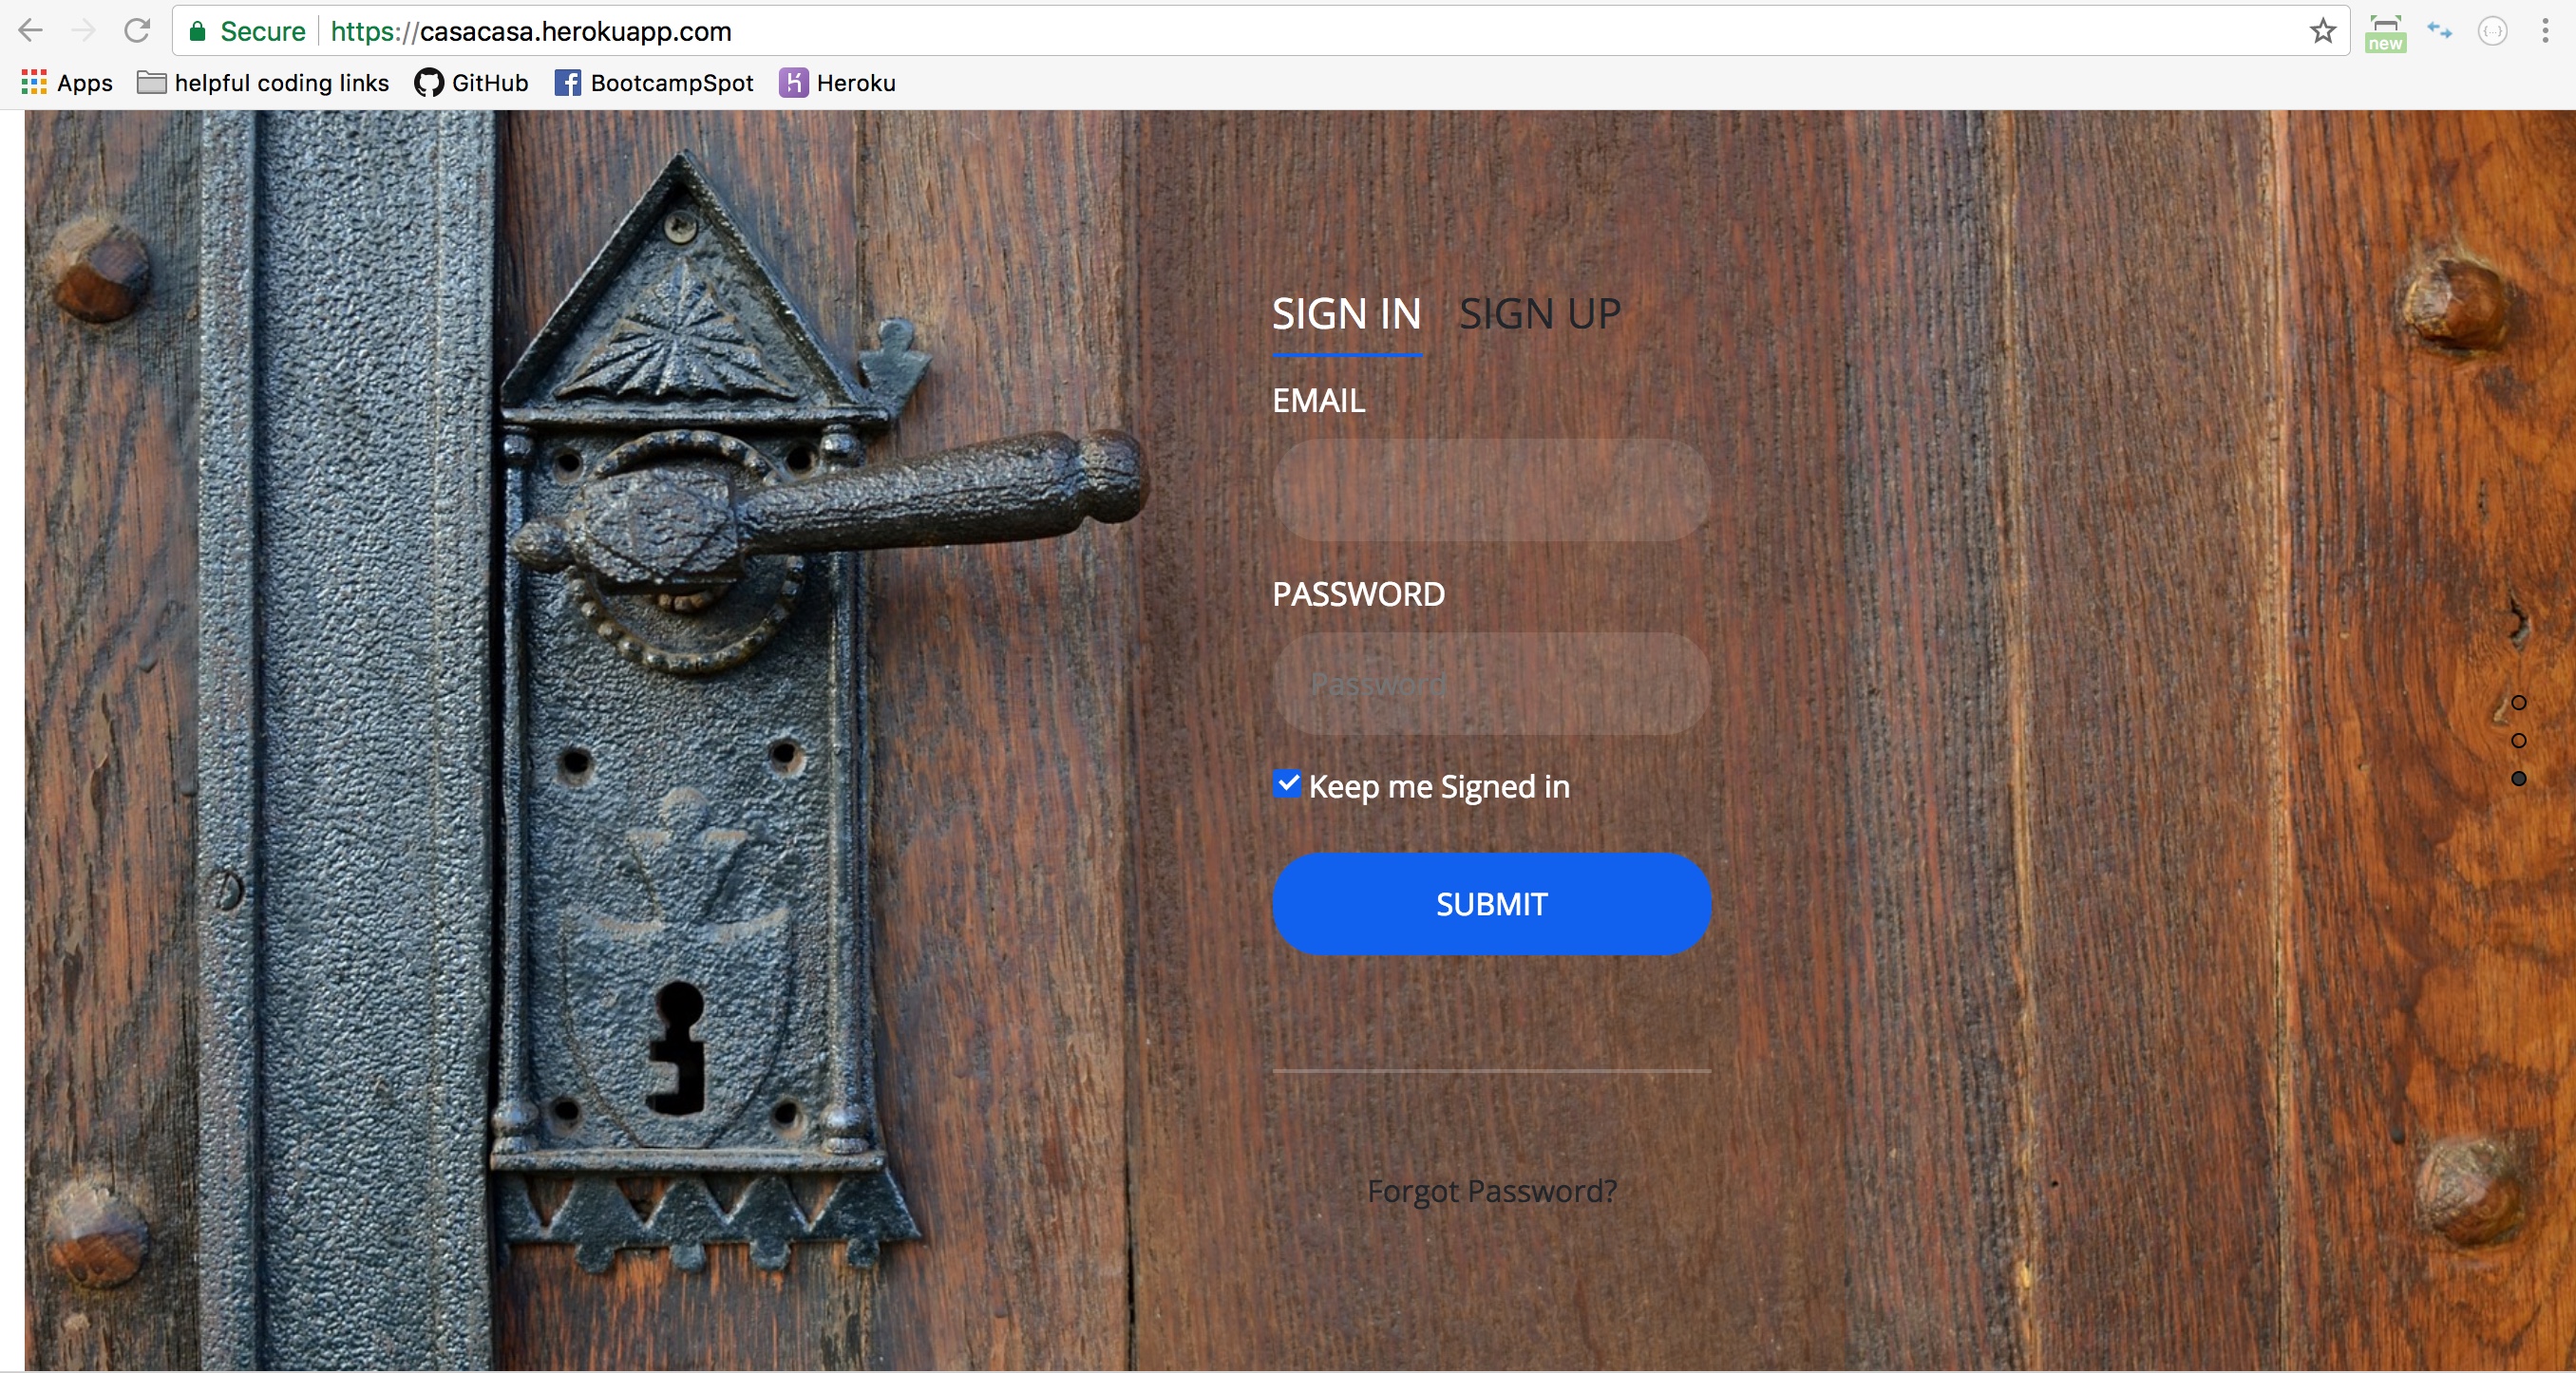 Secure https://casacasa.herokuapp.com
new
Apps helpful coding links GitHub BootcampSpot Heroku
SIGN IN SIGN UP
EMAIL
PASSWORD
Password
Keep me Signed in
SUBMIT
Forgot Password?